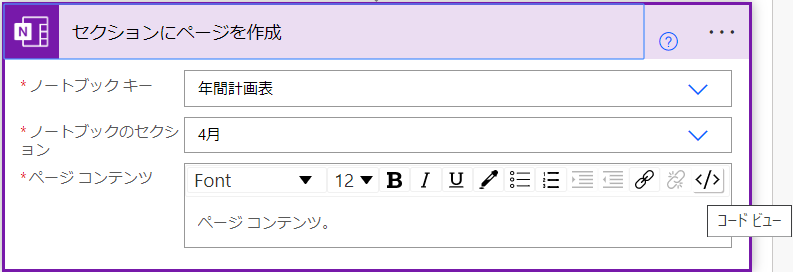 N
セクションにページを作成
?
...
*ノートブック キー
年間計画表
*ノートブックのセクシ
ョン
4月
*ページ コンテンツ
Font 12 B I U </>
ページ コンテンツ。
コード ビュー